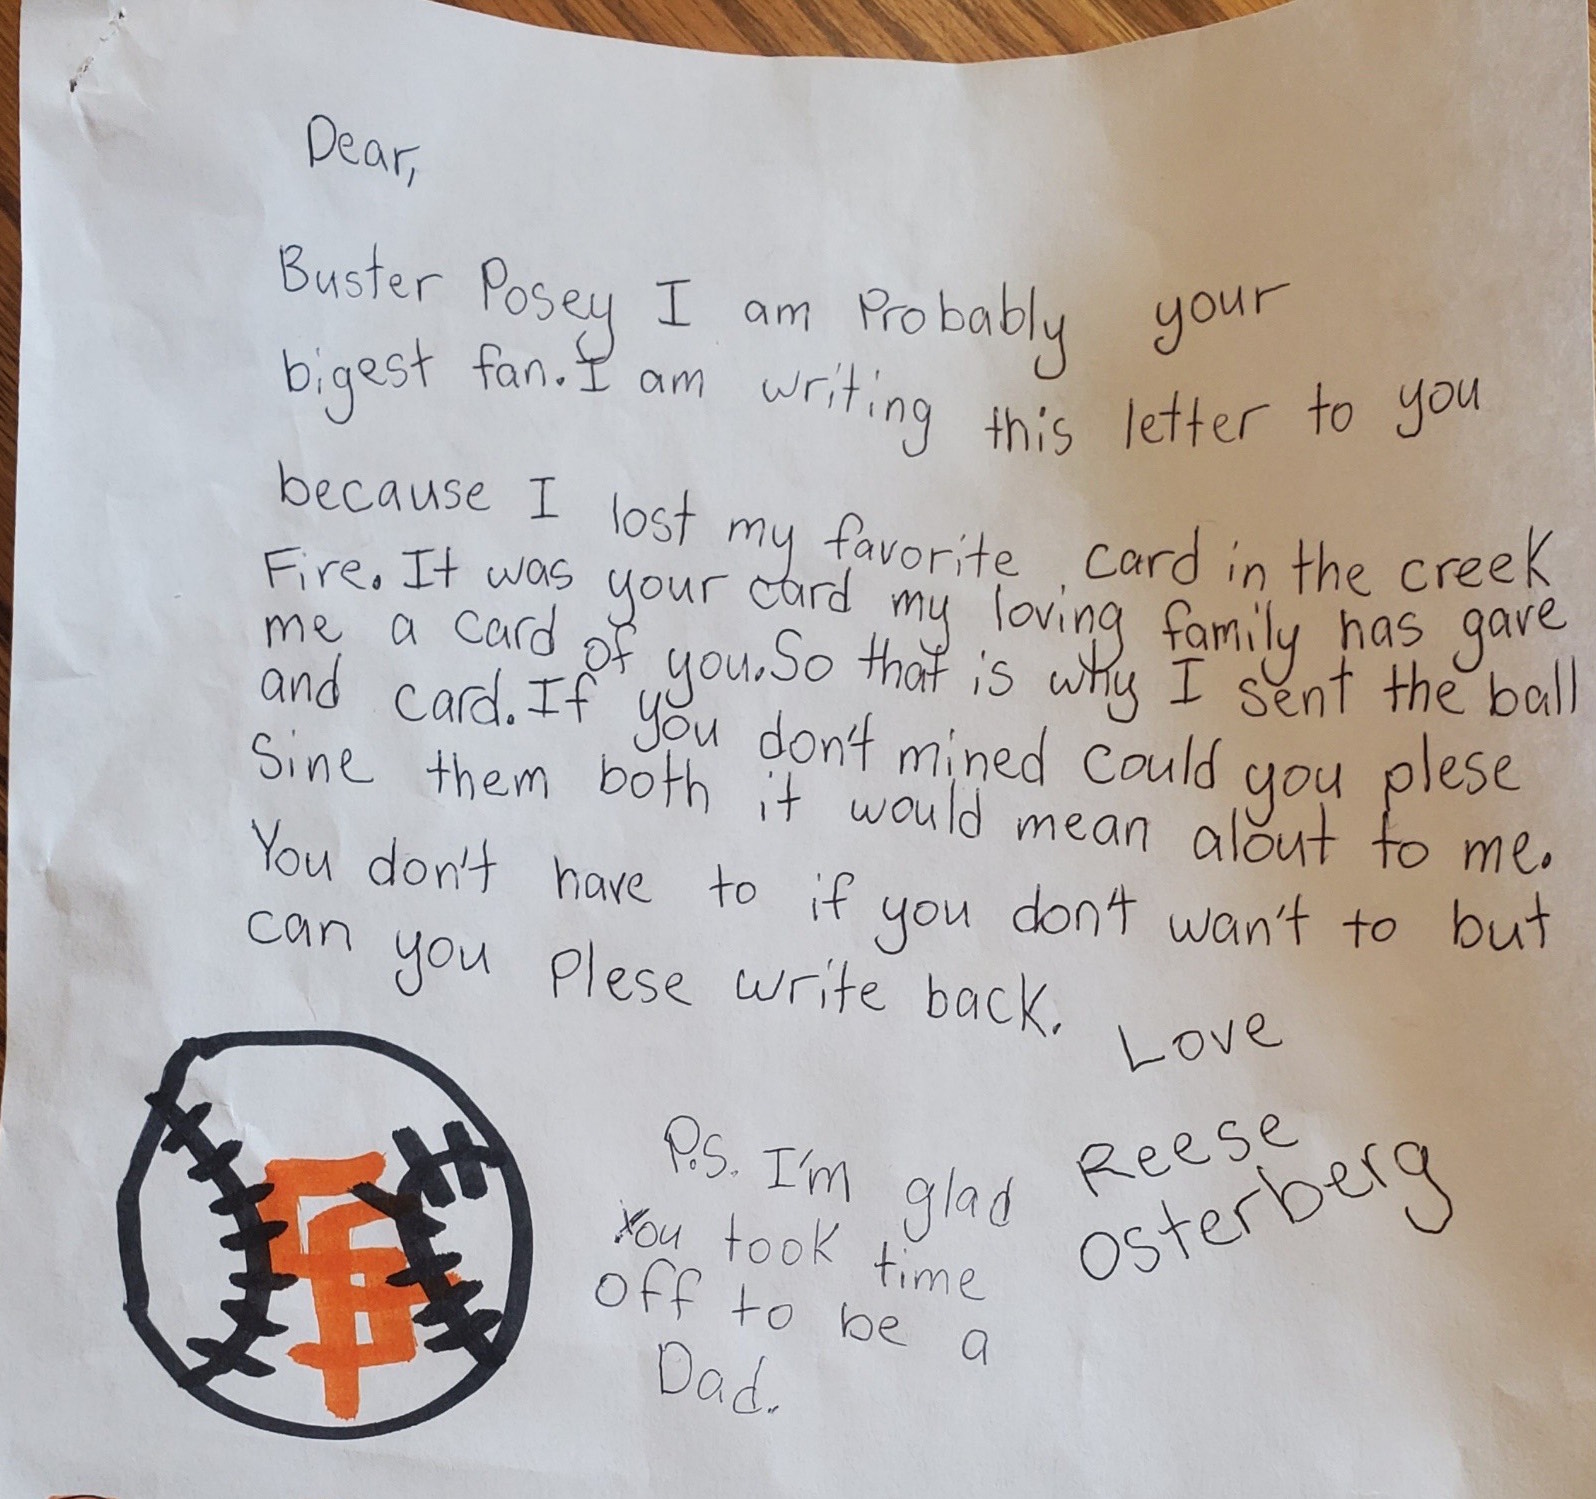 Dear,
Buster Posey I am Probably your
bigest fan. I am writing this letter to you
because I lost my favorite card in the creek
Fire. It was your card my loving family has gave
me a card of you. So that is why I sent the ball
and card. If you don't mined could you plese
Sine them both it would mean alout to me.
You don't have to if you don't wan't to but
can you Plese write back.
Love
Reese
Osterberg
P.S. I'm glad
You took time
off to be a
Dad.
SF